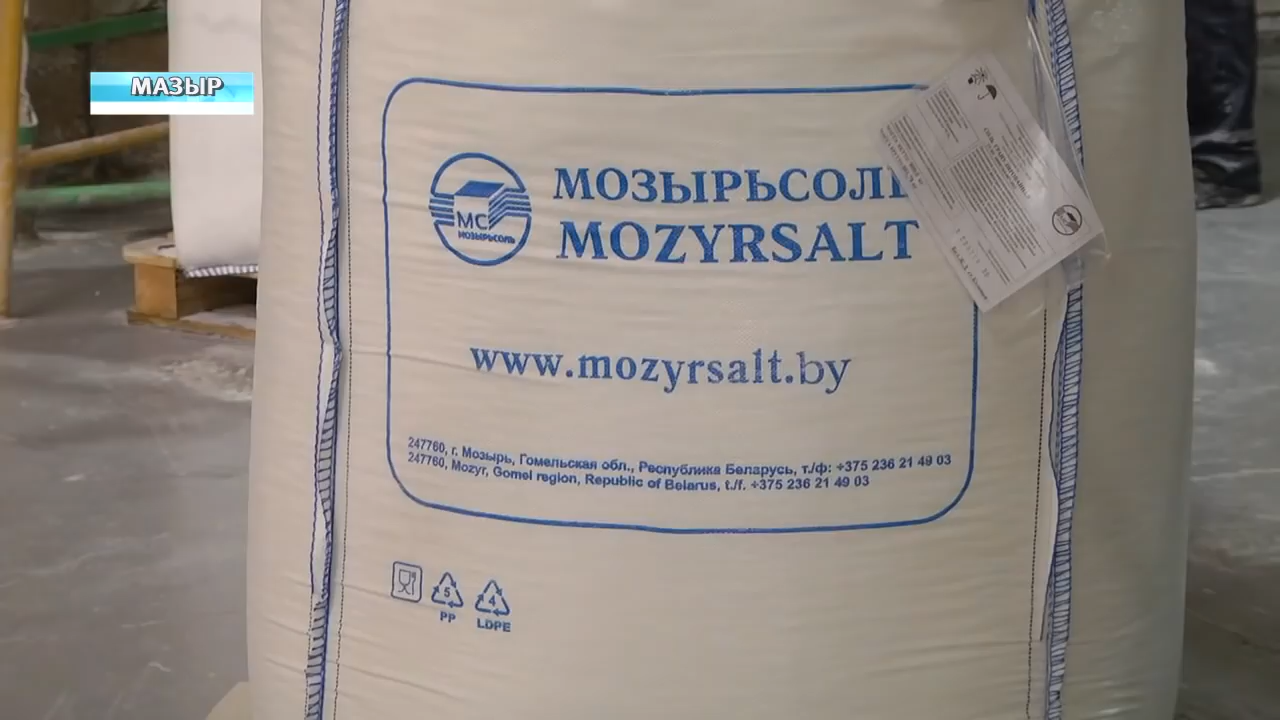 МАЗЫР
МОЗЫРЬСОЛЬ
MOZYRSALT
МС
МОЗЫРЬСОЛЬ
www.mozyrsalt.by
247760, г. Мозырь, Гомельская обл., Республика Беларусь, т./ф: +375 236 21 49 03
247760, Mozyr, Gomel region, Republic of Belarus, t./f. +375 236 21 49 03
5
4
PP
LDPE